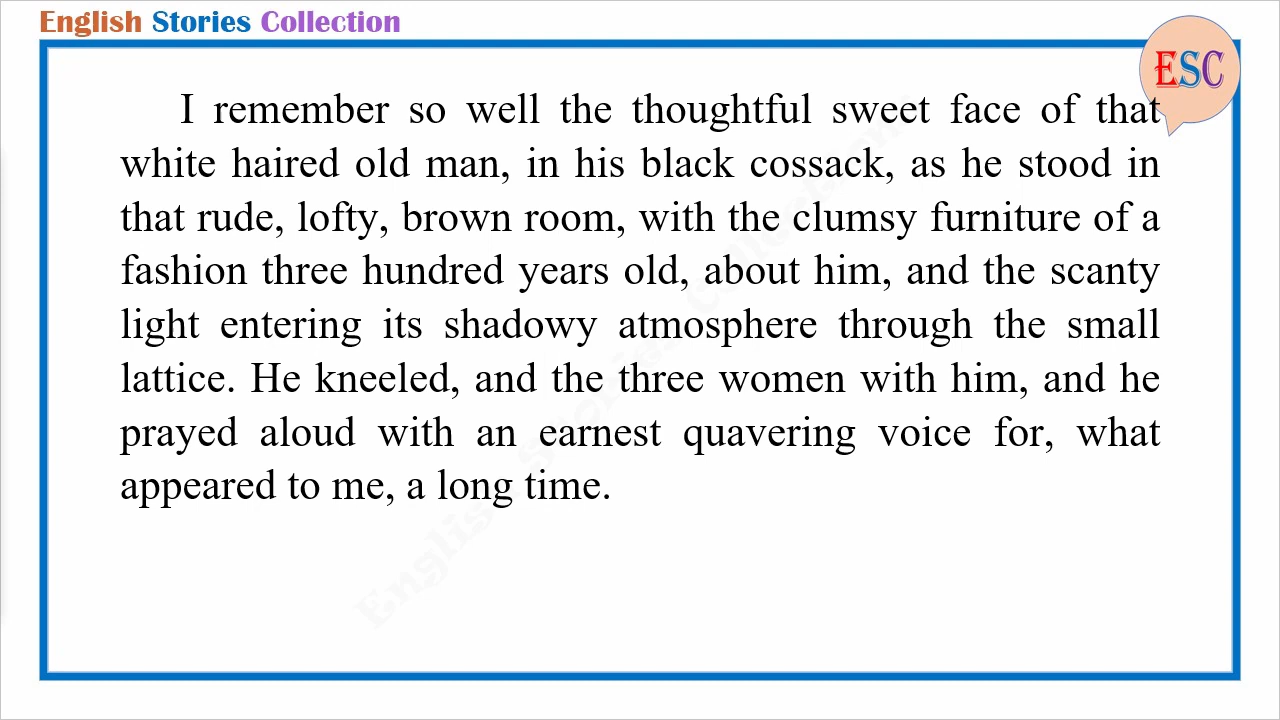 English Stories Collection
ESC
I remember so well the thoughtful sweet face of that
white haired old man, in his black cossack, as he stood in
that rude, lofty, brown room, with the clumsy furniture of a
fashion three hundred years old, about him, and the scanty
light entering its shadowy atmosphere through the small
lattice. He kneeled, and the three women with him, and he
prayed aloud with an earnest quavering voice for, what
appeared to me, a long time.
English Stories Collection